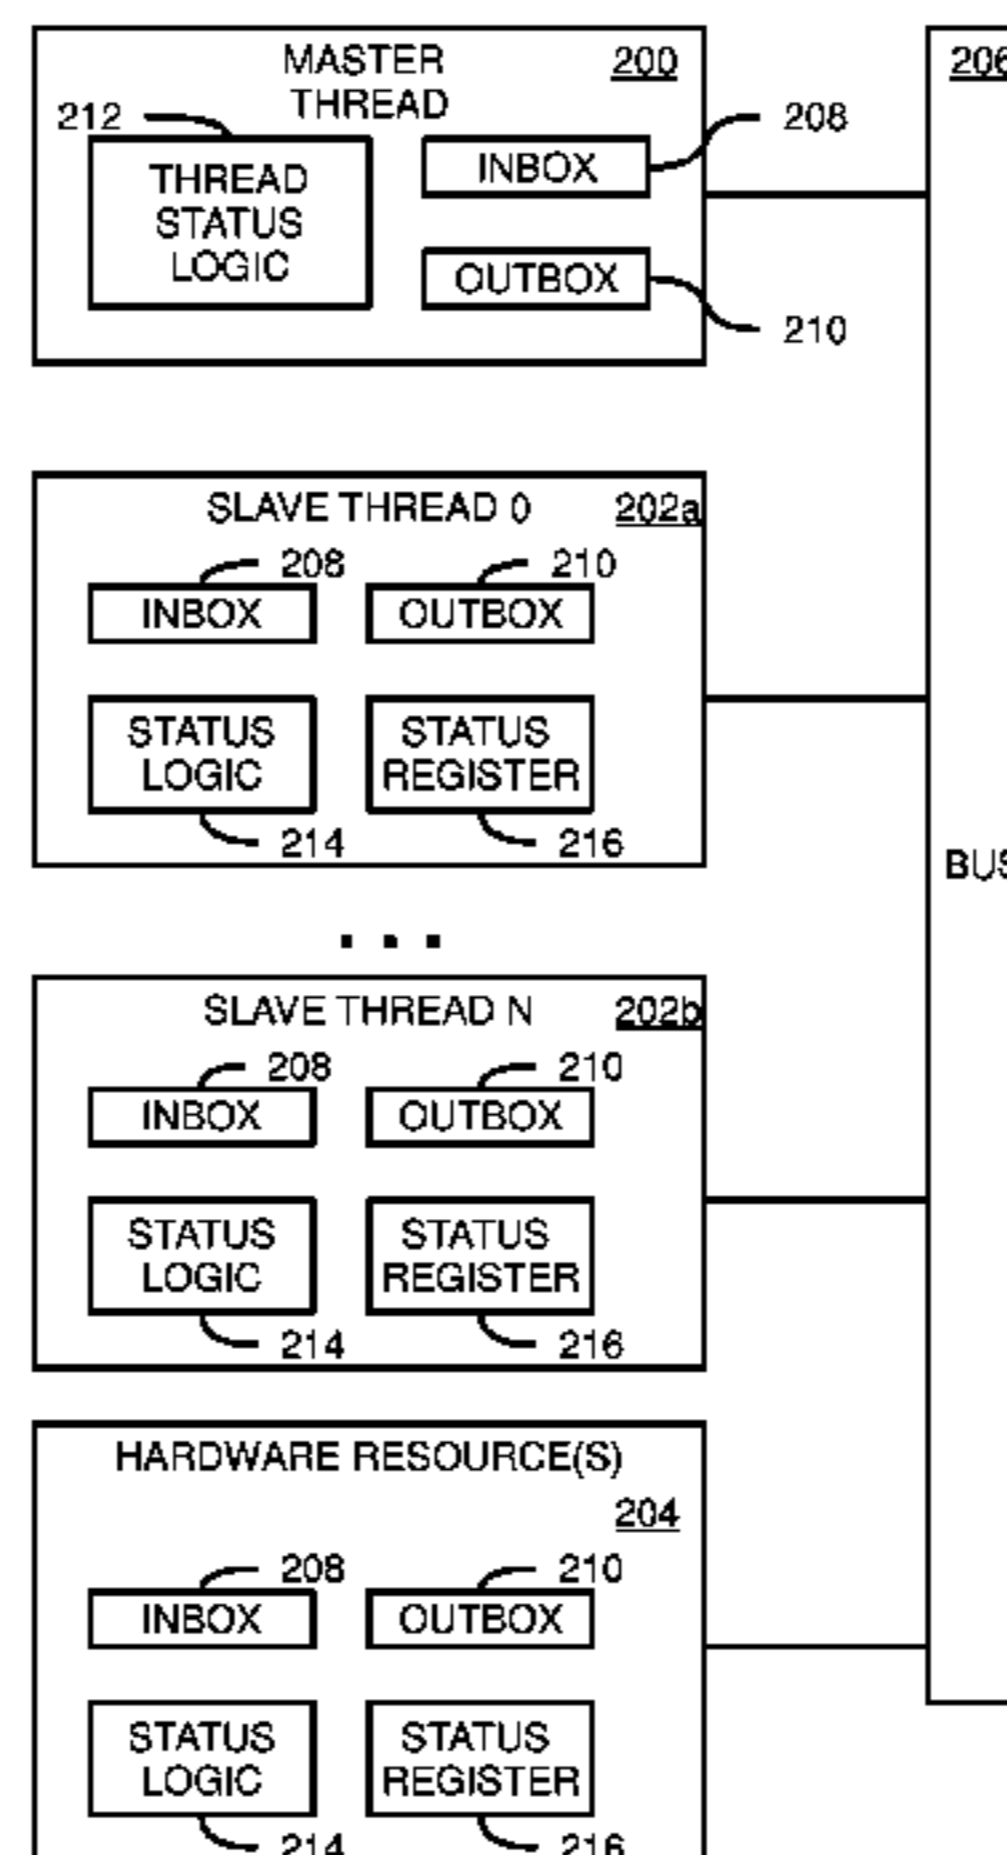 MASTER
THREAD
200
206
212
208
THREAD
STATUS
LOGIC
INBOX
OUTBOX
210
SLAVE THREAD 0
202a
208
210
INBOX
OUTBOX
STATUS
LOGIC
STATUS
REGISTER
214
216
BUS
. . .
SLAVE THREAD N
202b
208
210
INBOX
OUTBOX
STATUS
LOGIC
STATUS
REGISTER
214
216
HARDWARE RESOURCE(S)
204
208
210
INBOX
OUTBOX
STATUS
LOGIC
STATUS
REGISTER
214
216